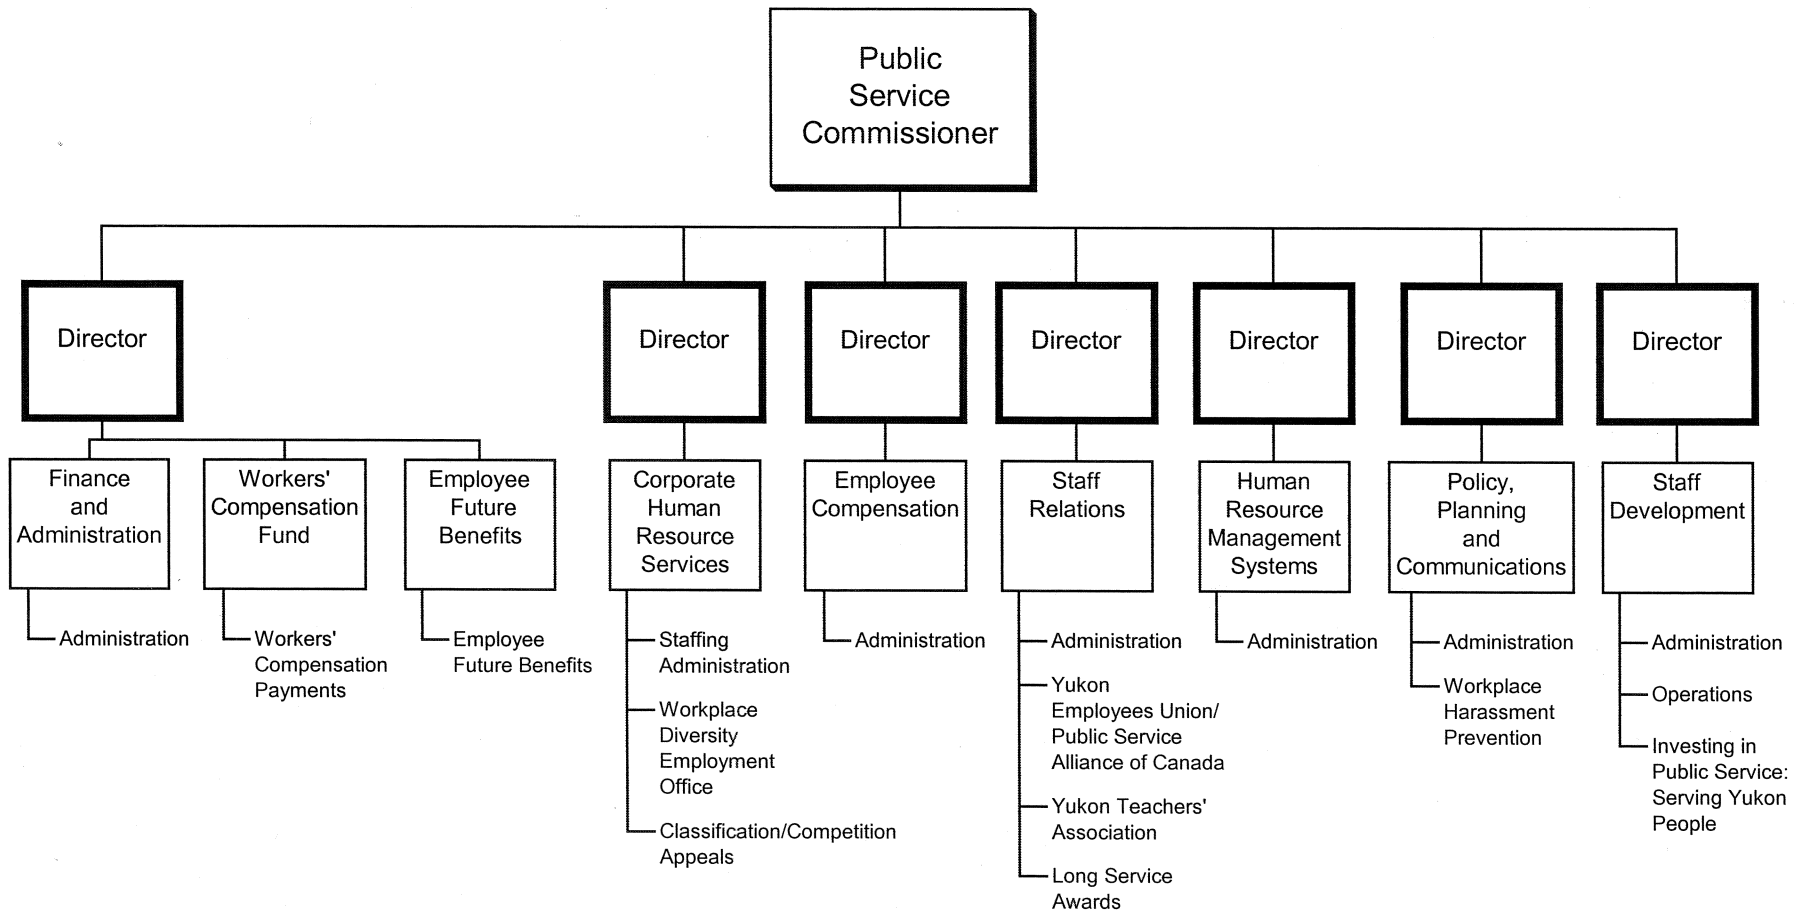 Public
Service
Commissioner
Director
Director
Director
Director
Director
Director
Director
Finance
and
Administration
Workers'
Compensation
Fund
Employee
Future
Benefits
Corporate
Human
Resource
Services
Employee
Compensation
Staff
Relations
Human
Resource
Management
Systems
Policy,
Planning
and
Communications
Staff
Development
Administration
Workers'
Compensation
Payments
Employee
Future Benefits
Staffing
Administration
Workplace
Diversity
Employment
Office
Classification/Competition
Appeals
Administration
Administration
Yukon
Employees Union/
Public Service
Alliance of Canada
Yukon Teachers'
Association
Long Service
Awards
Administration
Administration
Workplace
Harassment
Prevention
Administration
Operations
Investing in
Public Service:
Serving Yukon
People